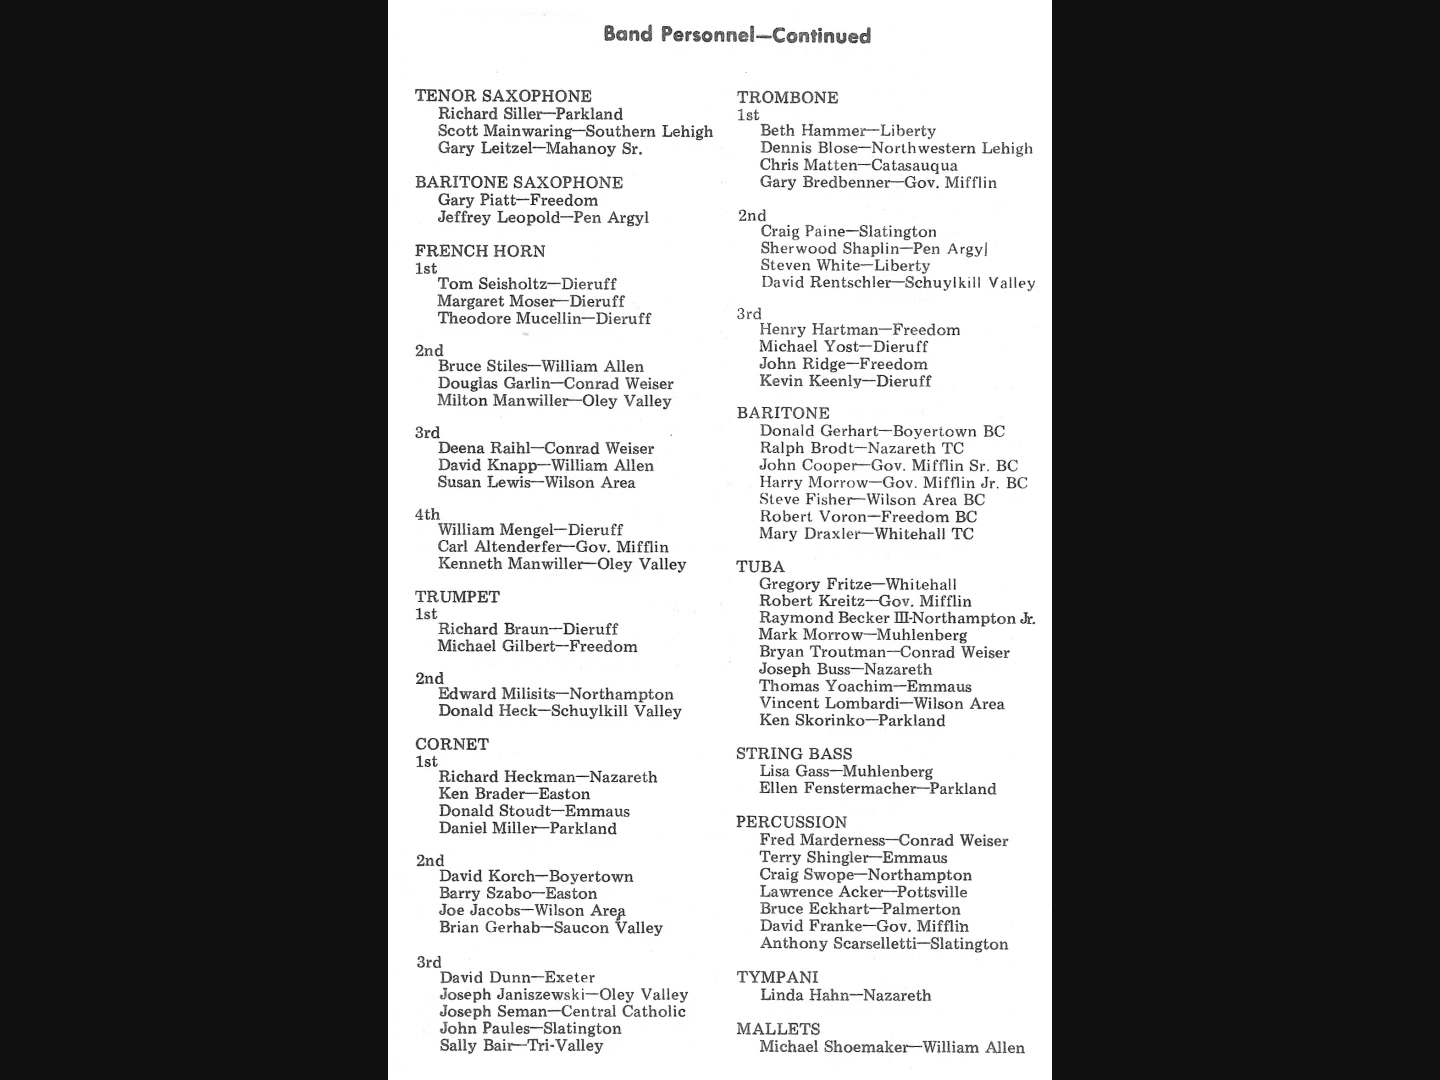 Band Personnel—Continued
TENOR SAXOPHONE
Richard Siller—Parkland
Scott Mainwaring—Southern Lehigh
Gary Leitzel—Mahanoy Sr.
BARITONE SAXOPHONE
Gary Piatt—Freedom
Jeffrey Leopold—Pen Argyl
FRENCH HORN
1st
Tom Seisholtz—Dieruff
Margaret Moser—Dieruff
Theodore Mucellin—Dieruff
2nd
Bruce Stiles—William Allen
Douglas Garlin—Conrad Weiser
Milton Manwiller—Oley Valley
3rd
Deena Raihl—Conrad Weiser
David Knapp—William Allen
Susan Lewis—Wilson Area
4th
William Mengel—Dieruff
Carl Altenderfer—Gov. Mifflin
Kenneth Manwiller—Oley Valley
TRUMPET
1st
Richard Braun—Dieruff
Michael Gilbert—Freedom
2nd
Edward Milisits—Northampton
Donald Heck—Schuylkill Valley
CORNET
1st
Richard Heckman—Nazareth
Ken Brader—Easton
Donald Stoudt—Emmaus
Daniel Miller—Parkland
2nd
David Korch—Boyertown
Barry Szabo—Easton
Joe Jacobs—Wilson Area
Brian Gerhab—Saucon Valley
3rd
David Dunn—Exeter
Joseph Janiszewski—Oley Valley
Joseph Seman—Central Catholic
John Paules—Slatington
Sally Bair—Tri-Valley
TROMBONE
1st
Beth Hammer—Liberty
Dennis Blose—Northwestern Lehigh
Chris Matten—Catasauqua
Gary Bredbenner—Gov. Mifflin
2nd
Craig Paine—Slatington
Sherwood Shaplin—Pen Argyl
Steven White—Liberty
David Rentschler—Schuylkill Valley
3rd
Henry Hartman—Freedom
Michael Yost—Dieruff
John Ridge—Freedom
Kevin Keenly—Dieruff
BARITONE
Donald Gerhart—Boyertown BC
Ralph Brodt—Nazareth TC
John Cooper—Gov. Mifflin Sr. BC
Harry Morrow—Gov. Mifflin Jr. BC
Steve Fisher—Wilson Area BC
Robert Voron—Freedom BC
Mary Draxler—Whitehall TC
TUBA
Gregory Fritze—Whitehall
Robert Kreitz—Gov. Mifflin
Raymond Becker III-Northampton Jr.
Mark Morrow—Muhlenberg
Bryan Troutman—Conrad Weiser
Joseph Buss—Nazareth
Thomas Yoachim—Emmaus
Vincent Lombardi—Wilson Area
Ken Skorinko—Parkland
STRING BASS
Lisa Gass—Muhlenberg
Ellen Fenstermacher—Parkland
PERCUSSION
Fred Marderness—Conrad Weiser
Terry Shingler—Emmaus
Craig Swope—Northampton
Lawrence Acker—Pottsville
Bruce Eckhart—Palmerton
David Franke—Gov. Mifflin
Anthony Scarselletti—Slatington
TYMPANI
Linda Hahn—Nazareth
MALLETS
Michael Shoemaker—William Allen